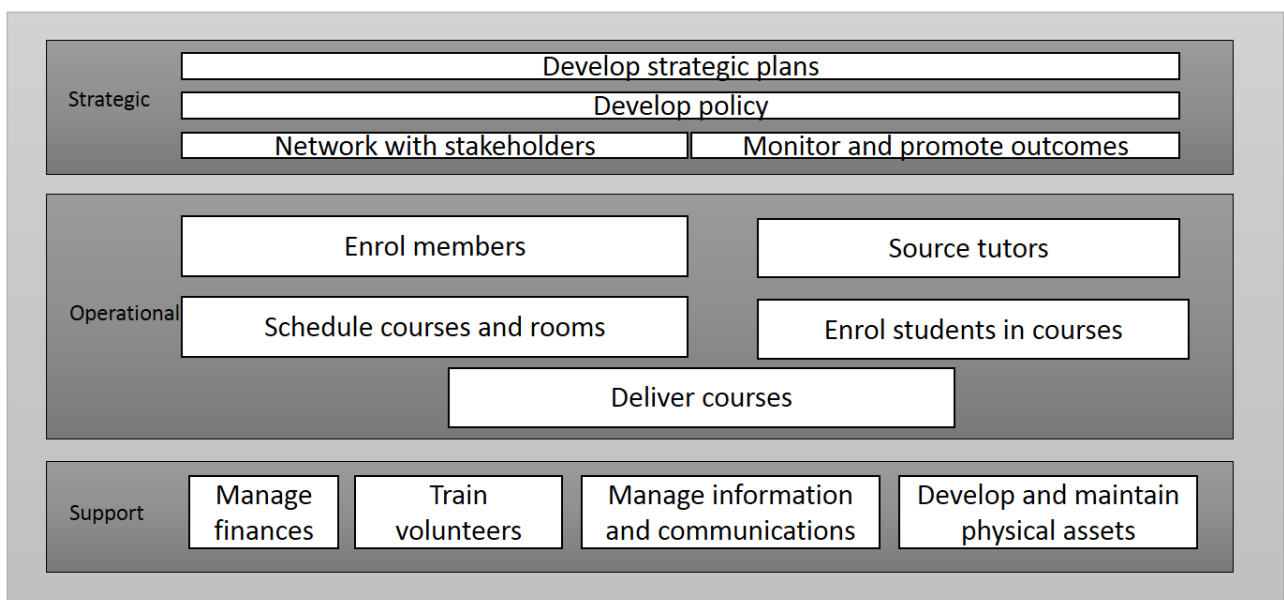 Strategic
Develop strategic plans
Develop policy
Network with stakeholders
Monitor and promote outcomes
Operational
Enrol members
Source tutors
Schedule courses and rooms
Enrol students in courses
Deliver courses
Support
Manage
finances
Train
volunteers
Manage information
and communications
Develop and maintain
physical assets